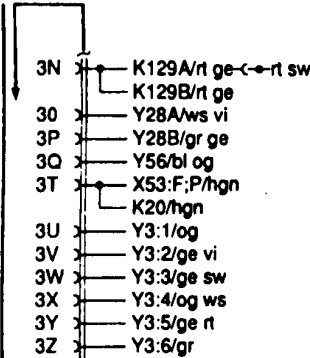 3N K129A/rt ge rt sw
K129B/rt ge
30 Y28A/ws vi
3P Y28B/gr ge
3Q Y56/bl og
3T X53:F;P/hgn
K20/hgn
3U Y3:1/og
3V Y3:2/ge vi
3W Y3:3/ge sw
3X Y3:4/og ws
3Y Y3:5/ge rt
3Z Y3:6/gr